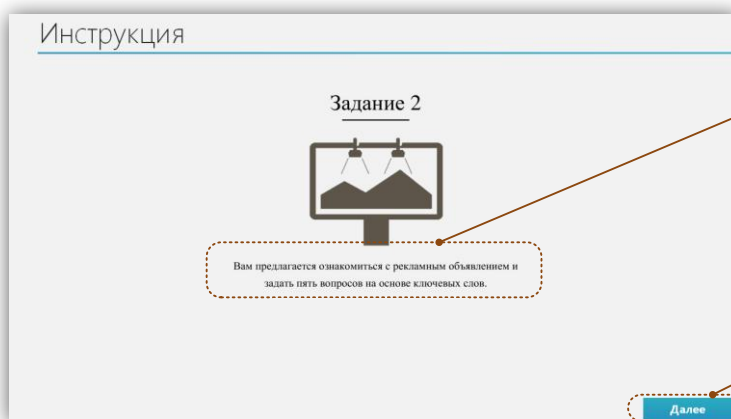 Инструкция
Задание 2
Вам предлагается ознакомиться с рекламным объявлением и
задать пять вопросов на основе ключевых слов.
Далее